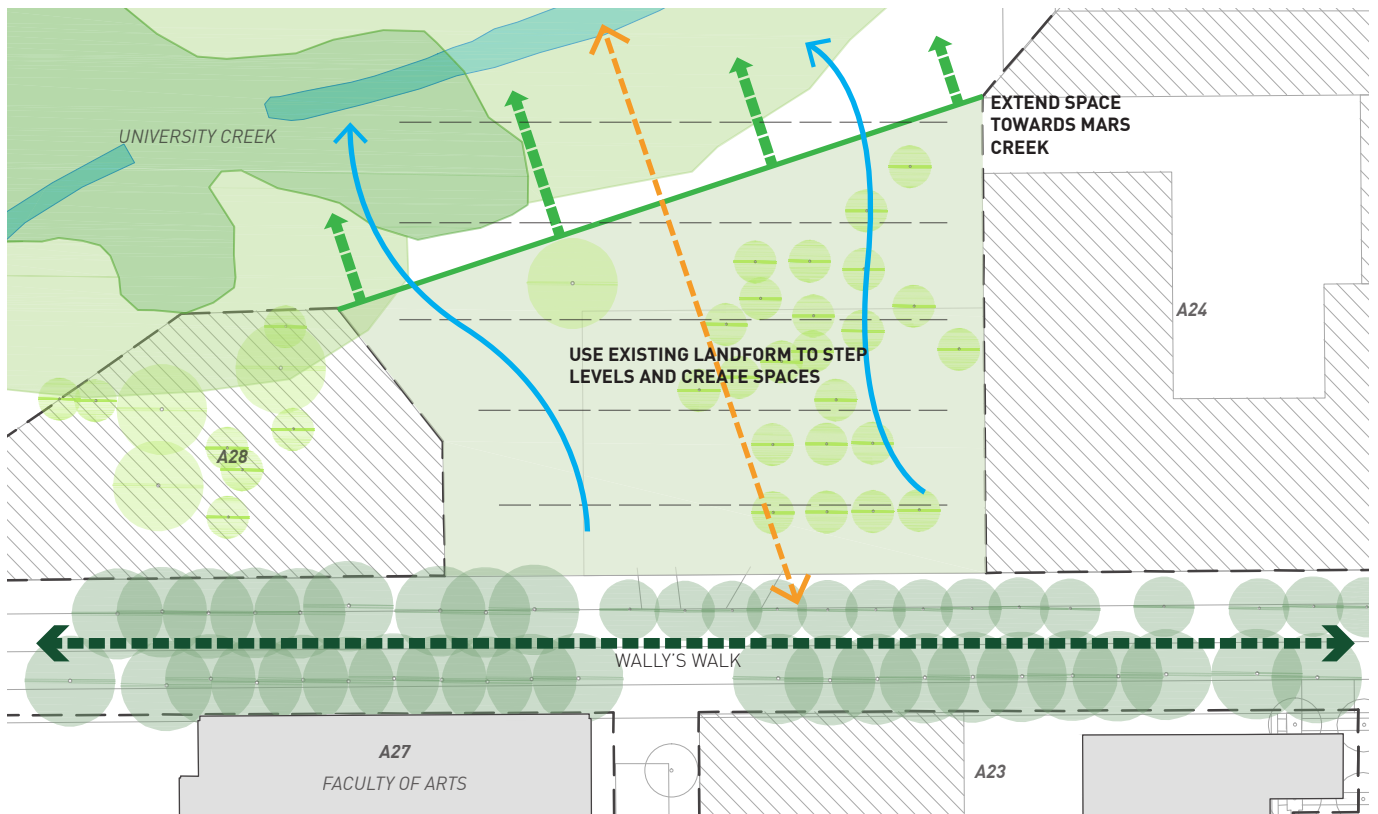 UNIVERSITY CREEK
EXTEND SPACE
TOWARDS MARS
CREEK
A24
USE EXISTING LANDFORM TO STEP
LEVELS AND CREATE SPACES
A28
WALLY'S WALK
A27
FACULTY OF ARTS
A23